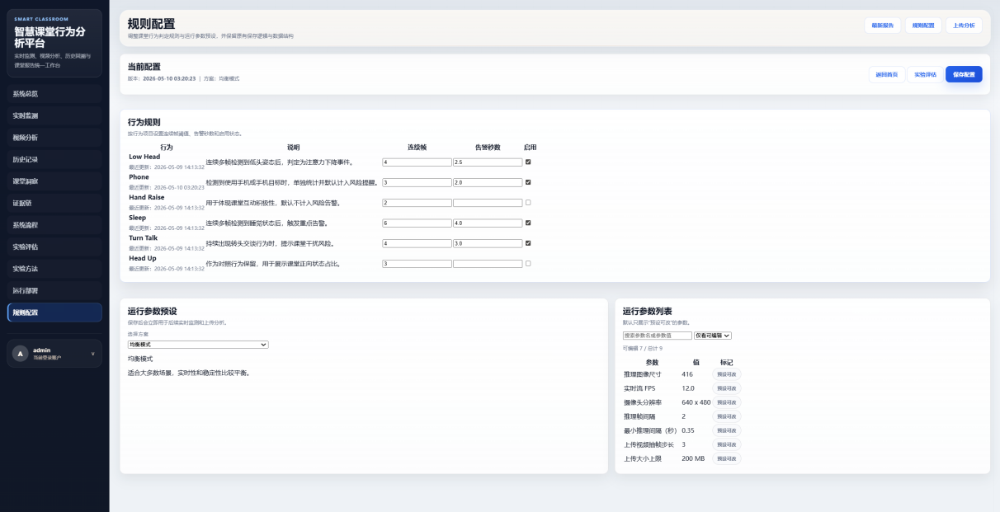 SMART CLASSROOM
智慧课堂行为分
析平台
实时监测、视频分析、历史回溯与
课堂报告统一工作台
系统总览
实时监测
视频分析
历史记录
课堂洞察
证据链
系统流程
实验评估
实验方法
运行部署
规则配置
A admin
当前登录账户
规则配置
调整课堂行为判定规则与运行参数预设，并保留原有保存逻辑与数据结构
最新报告 规则配置 上传分析
当前配置
版本：2026-05-10 03:20:23 | 方案：均衡模式
返回首页 实验评估 保存配置
行为规则
按行为项目设置连续帧阈值、告警秒数和启用状态。
行为 说明 连续帧 告警秒数 启用
Low Head
最近更新：2026-05-09 14:13:32 连续多帧检测到低头姿态后，判定为注意力下降事件。 4 2.5
Phone
最近更新：2026-05-10 03:20:23 检测到使用手机或手机目标时，单独统计并默认计入风险提醒。 3 2.0
Hand Raise
最近更新：2026-05-09 14:13:32 用于体现课堂互动积极性，默认不计入风险告警。 2
Sleep
最近更新：2026-05-09 14:13:32 连续多帧检测到睡觉状态后，触发重点告警。 6 4.0
Turn Talk
最近更新：2026-05-09 14:13:32 持续出现转头交谈行为时，提示课堂干扰风险。 4 3.0
Head Up
最近更新：2026-05-09 14:13:32 作为对照行为保留，用于展示课堂正向状态占比。 3
运行参数预设
保存后会立即用于后续实时监测和上传分析。
选择方案
均衡模式
均衡模式
适合大多数场景，实时性和稳定性比较平衡。
运行参数列表
默认只展示“预设可改”的参数。
搜索参数名或参数值 仅看可编辑
可编辑 7 / 总计 9
参数 值 标记
推理图像尺寸 416 预设可改
实时流 FPS 12.0 预设可改
摄像头分辨率 640 x 480 预设可改
推理帧间隔 2 预设可改
最小推理间隔（秒） 0.35 预设可改
上传视频抽帧步长 3 预设可改
上传大小上限 200 MB 预设可改